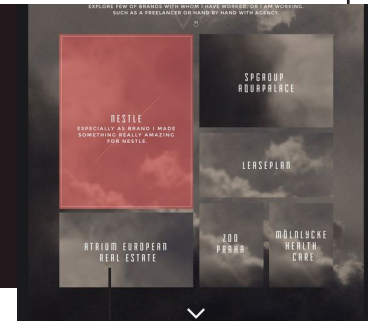 EXPLORE FEW OF BRANDS WITH WHOM I HAVE WORKED, OR I AM WORKING,
SUCH AS A FREELANCER OR HAND BY HAND WITH AGENCY.
NESTLE
ESPECIALLY AS BRAND I MADE
SOMETHING REALLY AMAZING
FOR NESTLE.
SPGROUP
AQUAPALACE
LEASEPLAN
ATRIUM EUROPEAN
REAL ESTATE
ZOO
PRAHA
MÖLNLYCKE
HEALTH
CARE